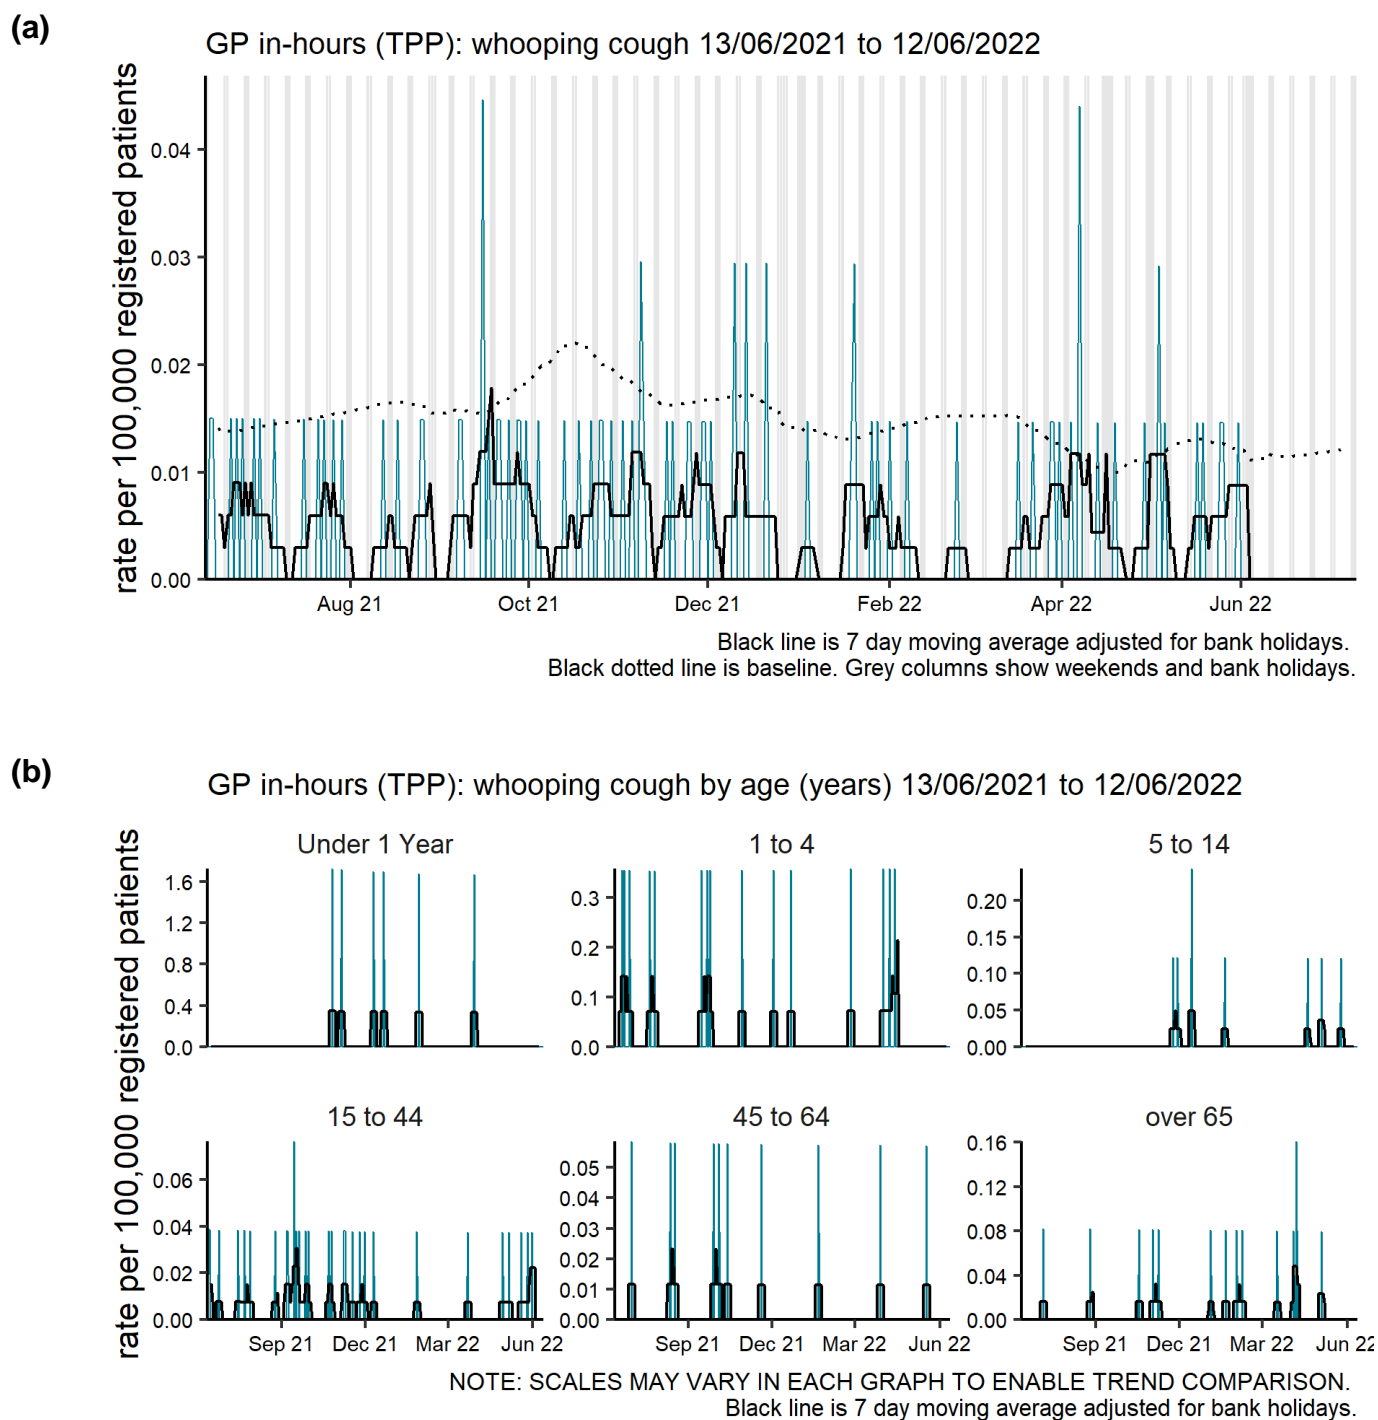 (a)
GP in-hours (TPP): whooping cough 13/06/2021 to 12/06/2022
rate per 100,000 registered patients
0.04
0.03
0.02
0.01
0.00
Aug 21
Oct 21
Dec 21
Feb 22
Apr 22
Jun 22
Black line is 7 day moving average adjusted for bank holidays.
Black dotted line is baseline. Grey columns show weekends and bank holidays.
(b)
GP in-hours (TPP): whooping cough by age (years) 13/06/2021 to 12/06/2022
rate per 100,000 registered patients
Under 1 Year
1.6
1.2
0.8
0.4
0.0
1 to 4
0.3
0.2
0.1
0.0
5 to 14
0.20
0.15
0.10
0.05
0.00
15 to 44
0.06
0.04
0.02
0.00
Sep 21
Dec 21
Mar 22
Jun 22
45 to 64
0.05
0.04
0.03
0.02
0.01
0.00
Sep 21
Dec 21
Mar 22
Jun 22
over 65
0.16
0.12
0.08
0.04
0.00
Sep 21
Dec 21
Mar 22
Jun 22
NOTE: SCALES MAY VARY IN EACH GRAPH TO ENABLE TREND COMPARISON.
Black line is 7 day moving average adjusted for bank holidays.